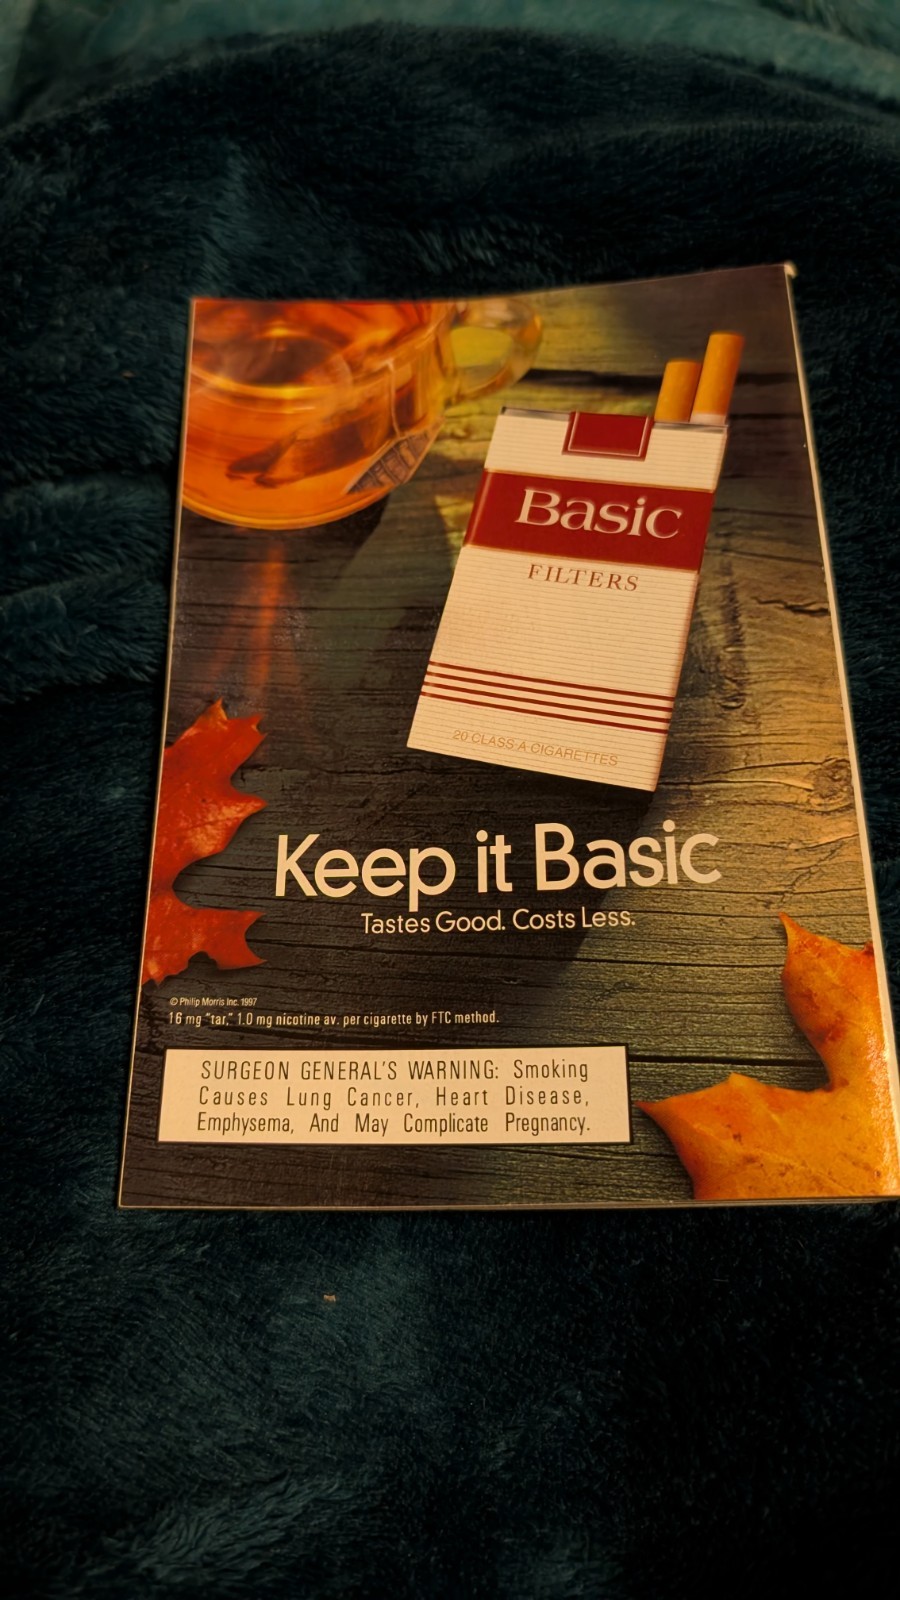 Basic
FILTERS
20 CLASS A CIGARETTES
Keep it Basic
Tastes Good. Costs Less.
© Philip Morris Inc. 1997
16 mg "tar," 1.0 mg nicotine av. per cigarette by FTC method.
SURGEON GENERAL'S WARNING: Smoking
Causes Lung Cancer, Heart Disease,
Emphysema, And May Complicate Pregnancy.